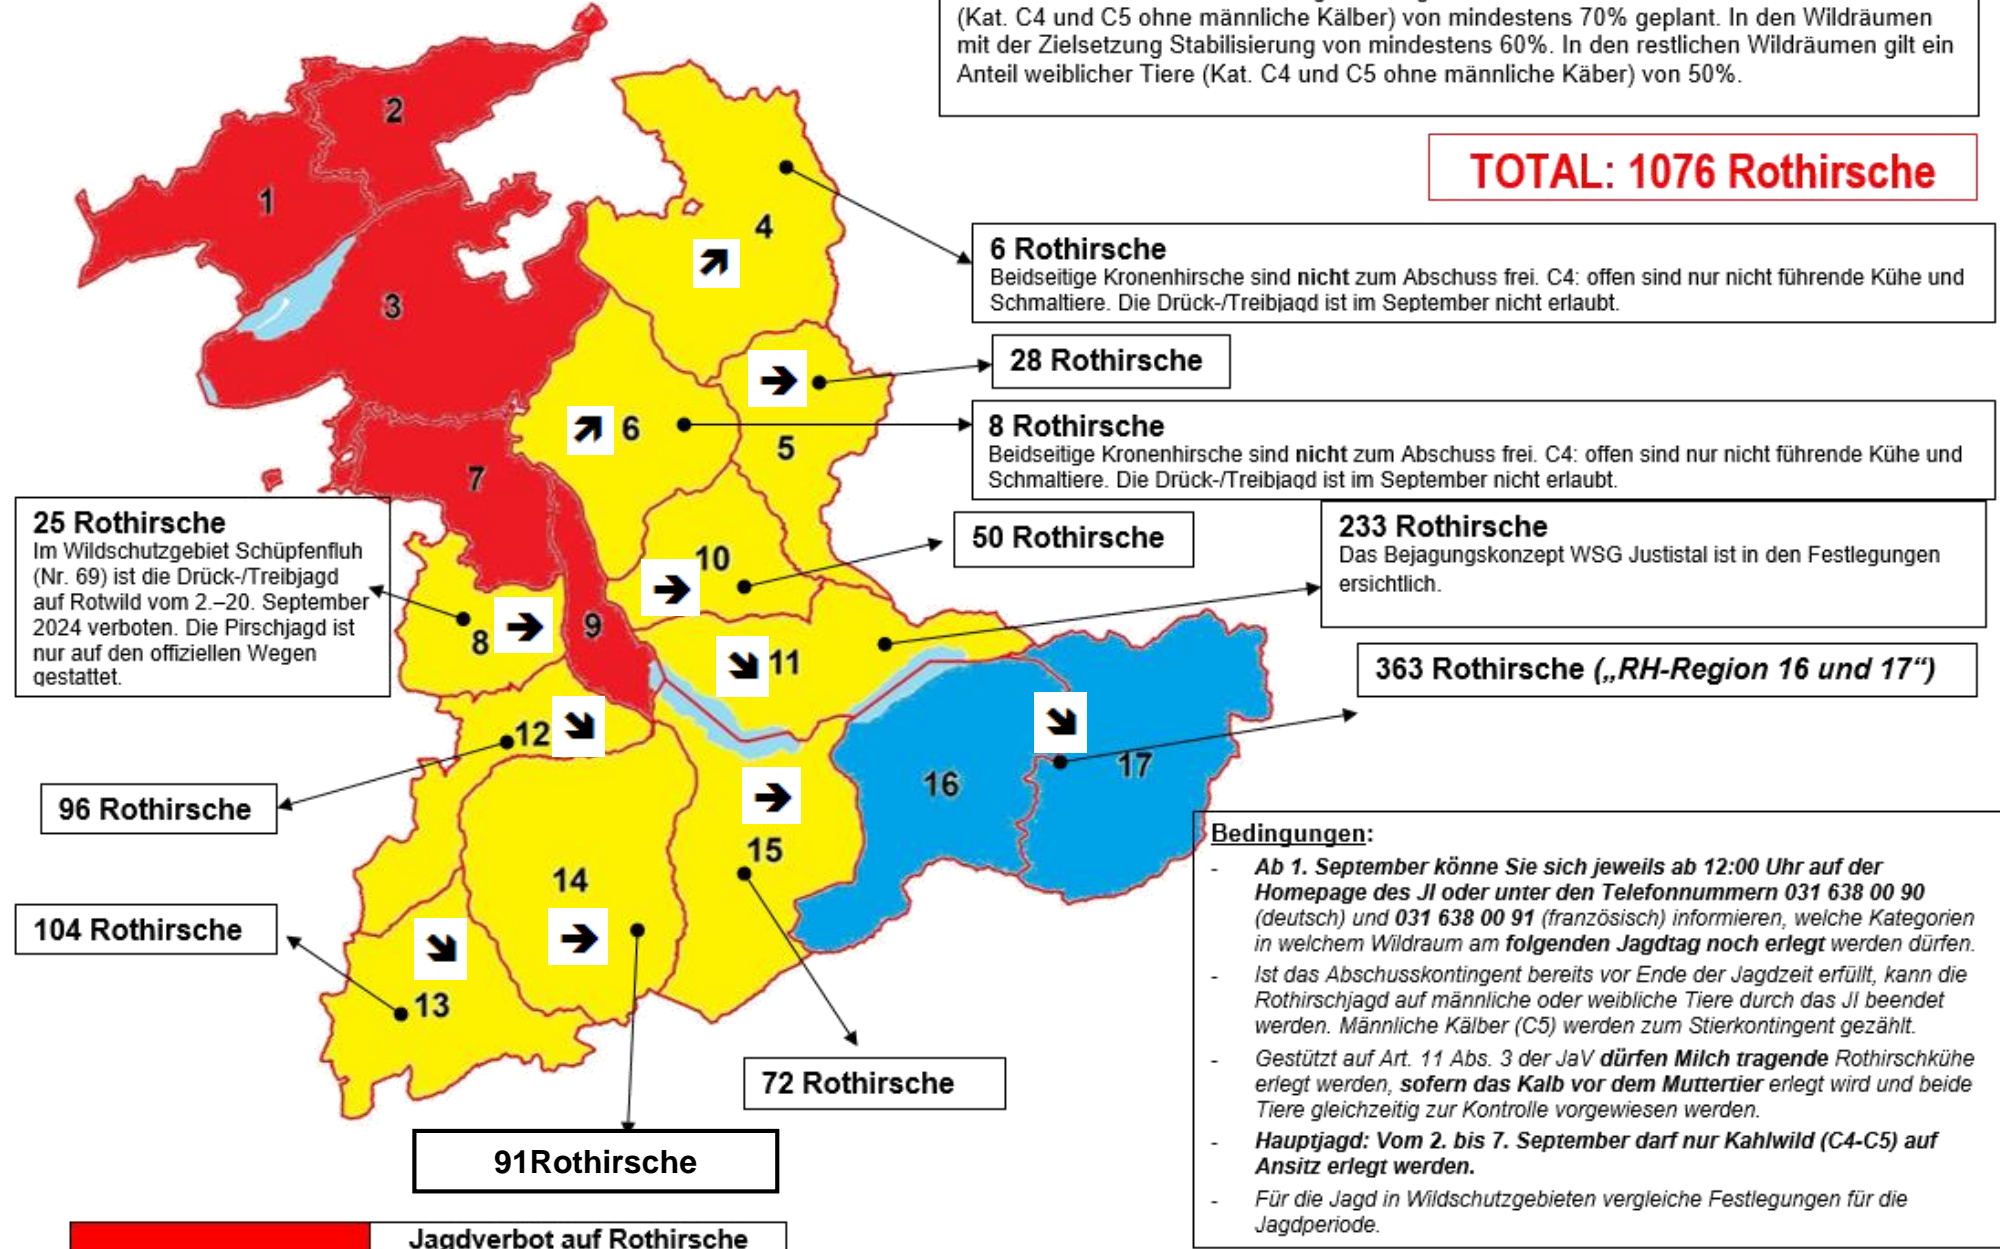 (Kat. C4 und C5 ohne männliche Kälber) von mindestens 70% geplant. In den Wildräumen
mit der Zielsetzung Stabilisierung von mindestens 60%. In den restlichen Wildräumen gilt ein
Anteil weiblicher Tiere (Kat. C4 und C5 ohne männliche Käber) von 50%.
TOTAL: 1076 Rothirsche
1
2
3
4
5
6
7
8
9
10
11
12
13
14
15
16
17
6 Rothirsche
Beidseitige Kronenhirsche sind nicht zum Abschuss frei. C4: offen sind nur nicht führende Kühe und
Schmaltiere. Die Drück-/Treibjagd ist im September nicht erlaubt.
28 Rothirsche
8 Rothirsche
Beidseitige Kronenhirsche sind nicht zum Abschuss frei. C4: offen sind nur nicht führende Kühe und
Schmaltiere. Die Drück-/Treibjagd ist im September nicht erlaubt.
25 Rothirsche
Im Wildschutzgebiet Schüpfenfluh
(Nr. 69) ist die Drück-/Treibjagd
auf Rotwild vom 2.–20. September
2024 verboten. Die Pirschjagd ist
nur auf den offiziellen Wegen
gestattet.
50 Rothirsche
233 Rothirsche
Das Bejagungskonzept WSG Justistal ist in den Festlegungen
ersichtlich.
363 Rothirsche („RH-Region 16 und 17“)
96 Rothirsche
104 Rothirsche
72 Rothirsche
91Rothirsche
Bedingungen:
- Ab 1. September könne Sie sich jeweils ab 12:00 Uhr auf der
Homepage des JI oder unter den Telefonnummern 031 638 00 90
(deutsch) und 031 638 00 91 (französisch) informieren, welche Kategorien
in welchem Wildraum am folgenden Jagdtag noch erlegt werden dürfen.
- Ist das Abschusskontingent bereits vor Ende der Jagdzeit erfüllt, kann die
Rothirschjagd auf männliche oder weibliche Tiere durch das JI beendet
werden. Männliche Kälber (C5) werden zum Stierkontingent gezählt.
- Gestützt auf Art. 11 Abs. 3 der JaV dürfen Milch tragende Rothirschkühe
erlegt werden, sofern das Kalb vor dem Muttertier erlegt wird und beide
Tiere gleichzeitig zur Kontrolle vorgewiesen werden.
- Hauptjagd: Vom 2. bis 7. September darf nur Kahlwild (C4-C5) auf
Ansitz erlegt werden.
- Für die Jagd in Wildschutzgebieten vergleiche Festlegungen für die
Jagdperiode.
Jagdverbot auf Rothirsche